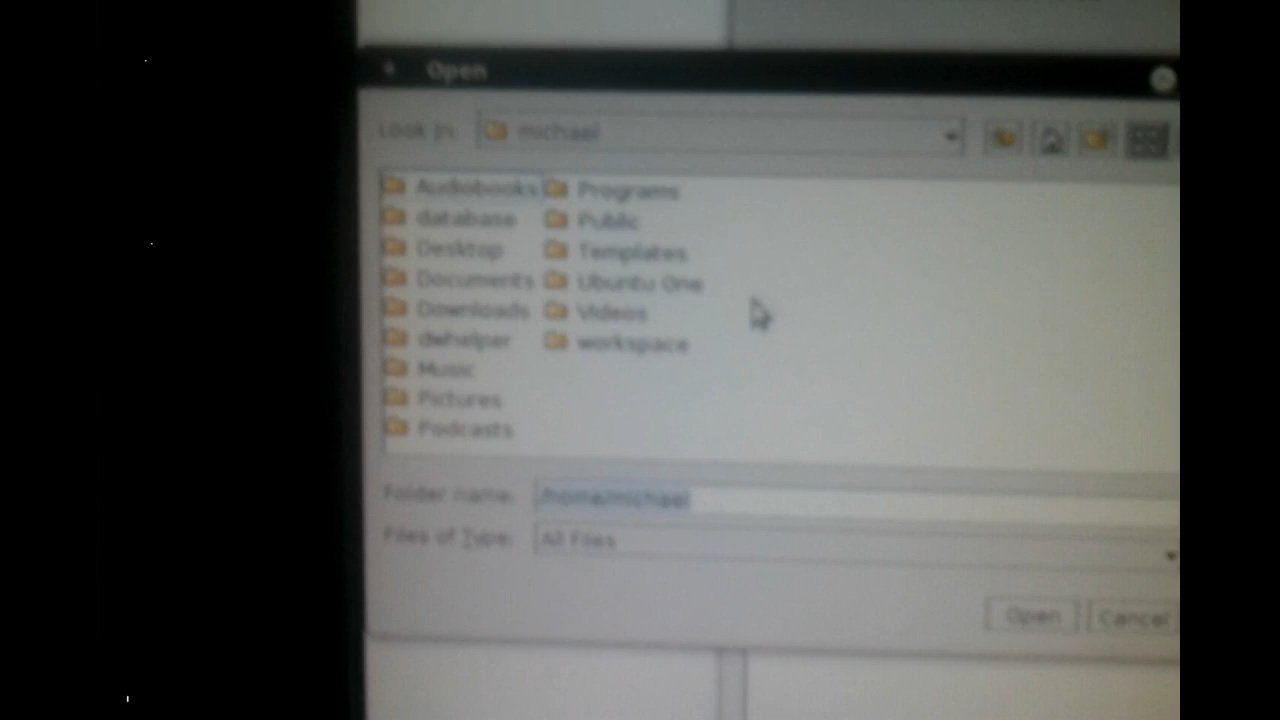 Open
Look In: michael
Audiobooks Programs
database Public
Desktop Templates
Documents Ubuntu One
Downloads Videos
dwhelper workspace
Music
Pictures
Podcasts
Folder name: /home/michael
Files of Type: All Files
Open Cancel